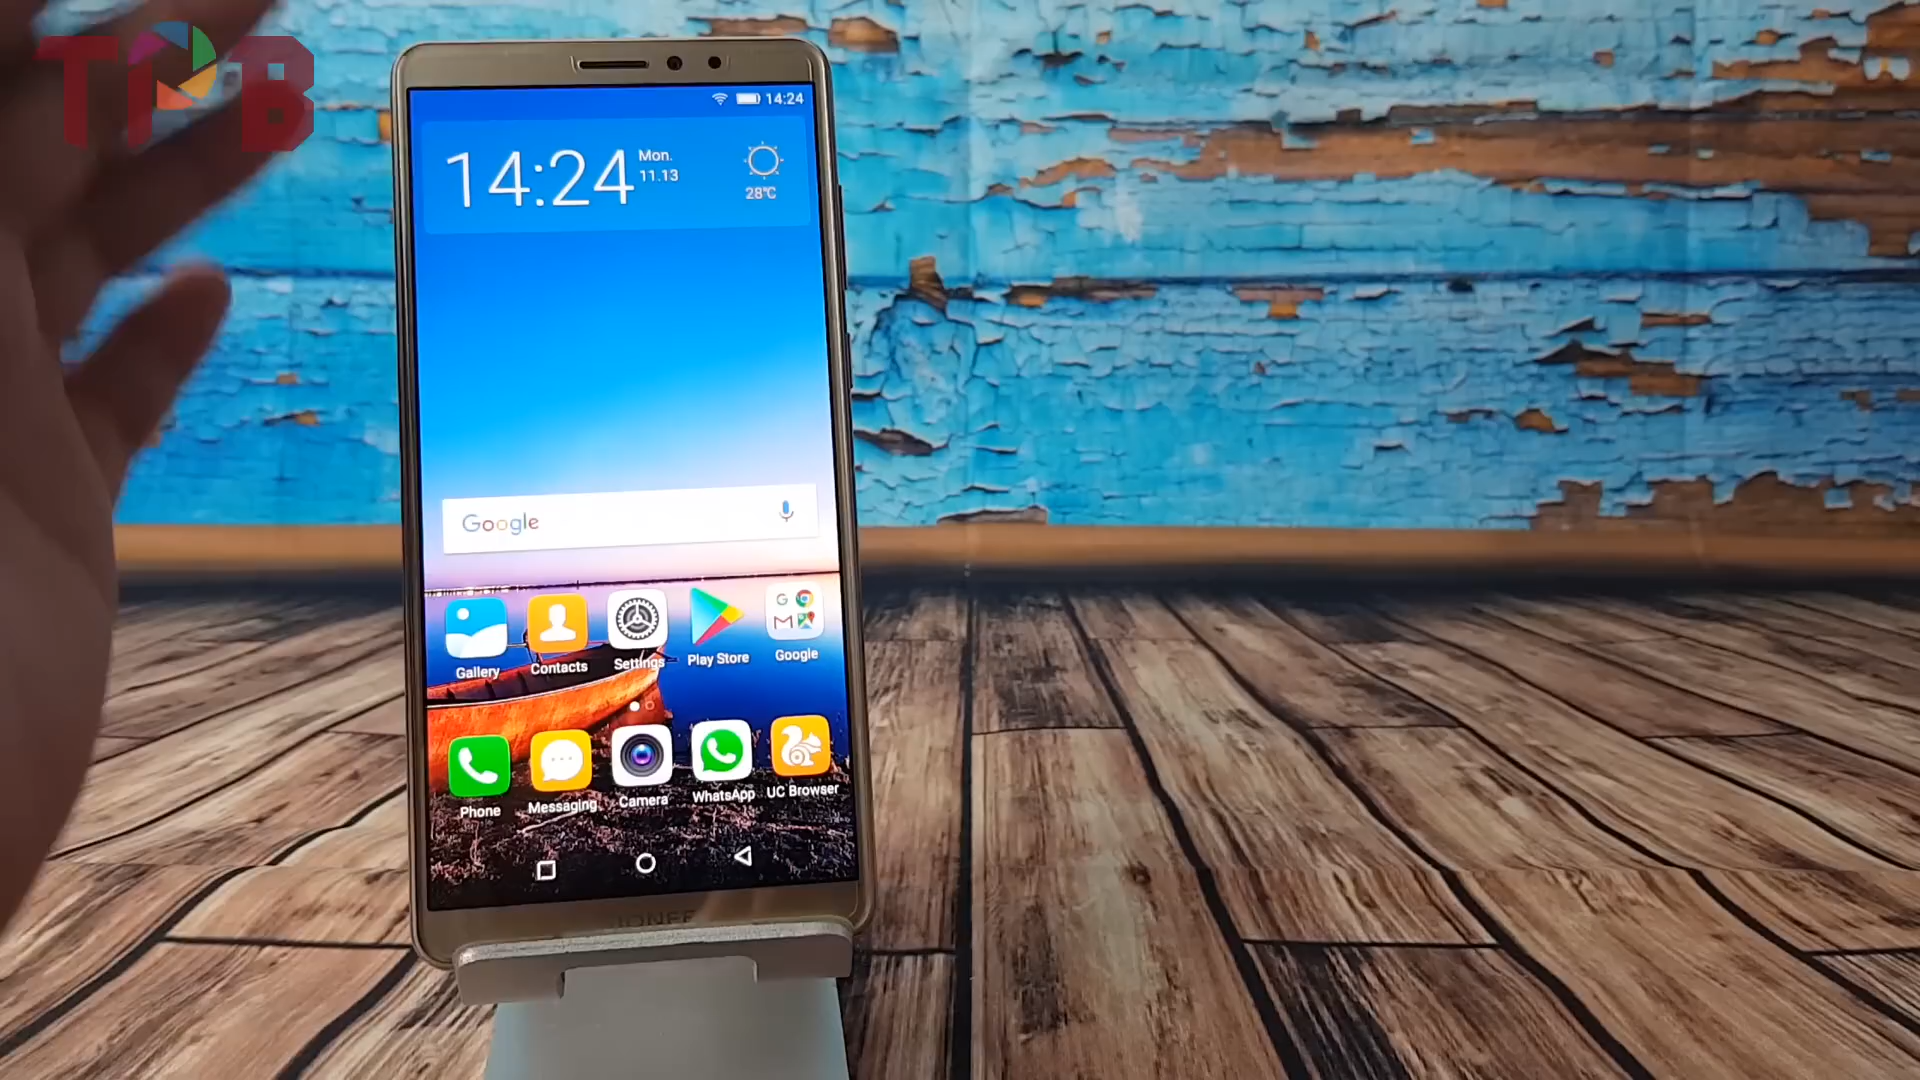 TPB
14:24
14:24
Mon.
11.13
28°C
Google
G
M
Gallery
Contacts
Settings
Play Store
Google
Phone
Messaging
Camera
WhatsApp
UC Browser